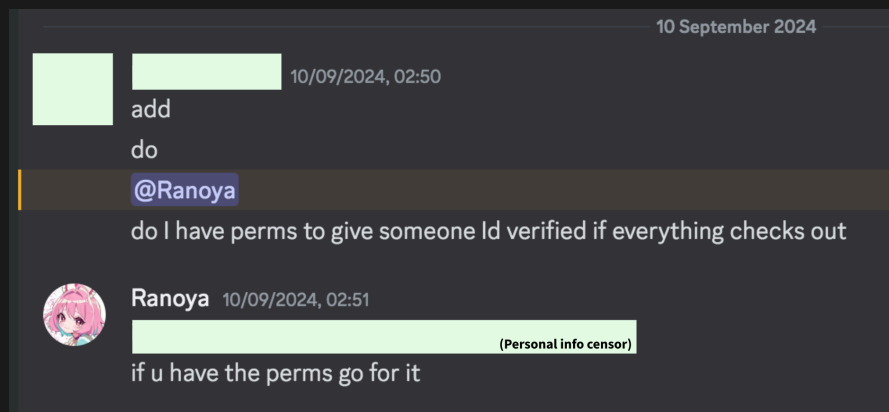 10 September 2024
10/09/2024, 02:50
add
do
@Ranoya
do I have perms to give someone Id verified if everything checks out
Ranoya 10/09/2024, 02:51
(Personal info censor)
if u have the perms go for it